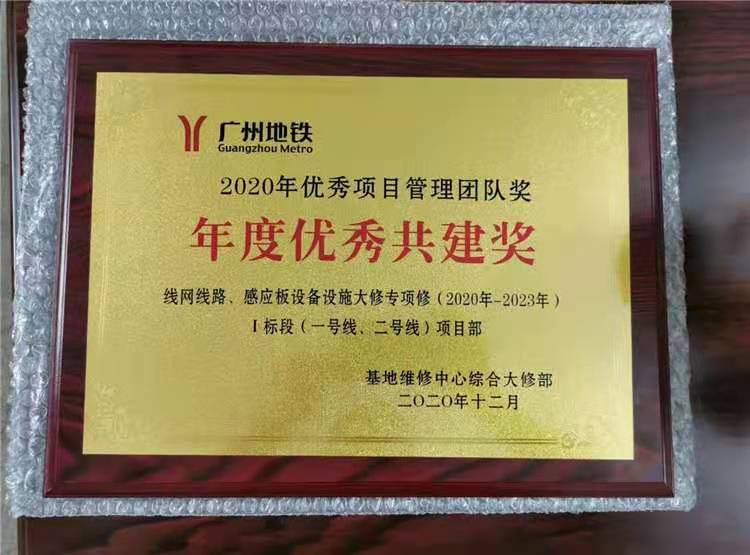 广州地铁
Guangzhou Metro
2020年优秀项目管理团队奖
年度优秀共建奖
线网线路、感应板设备设施大修专项修（2020年-2023年）
Ⅰ标段（一号线、二号线）项目部
基地维修中心综合大修部
二〇二〇年十二月